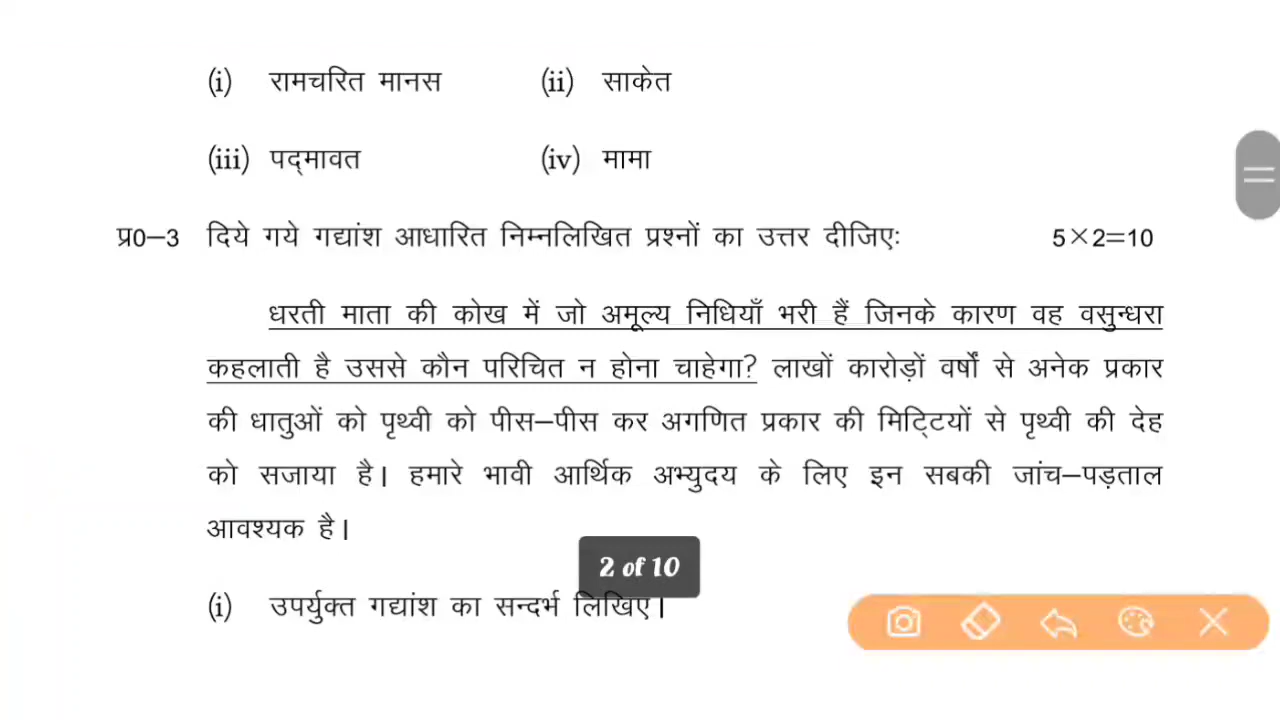 (i) रामचरित मानस (ii) साकेत
(iii) पद्मावत (iv) मामा
प्र0–3 दिये गये गद्यांश आधारित निम्नलिखित प्रश्नों का उत्तर दीजिएः 5×2=10
धरती माता की कोख में जो अमूल्य निधियाँ भरी हैं जिनके कारण वह वसुन्धरा
कहलाती है उससे कौन परिचित न होना चाहेगा? लाखों कारोड़ों वर्षों से अनेक प्रकार
की धातुओं को पृथ्वी को पीस–पीस कर अगणित प्रकार की मिट्टियों से पृथ्वी की देह
को सजाया है। हमारे भावी आर्थिक अभ्युदय के लिए इन सबकी जांच–पड़ताल
आवश्यक है।
2 of 10
(i) उपर्युक्त गद्यांश का सन्दर्भ लिखिए।